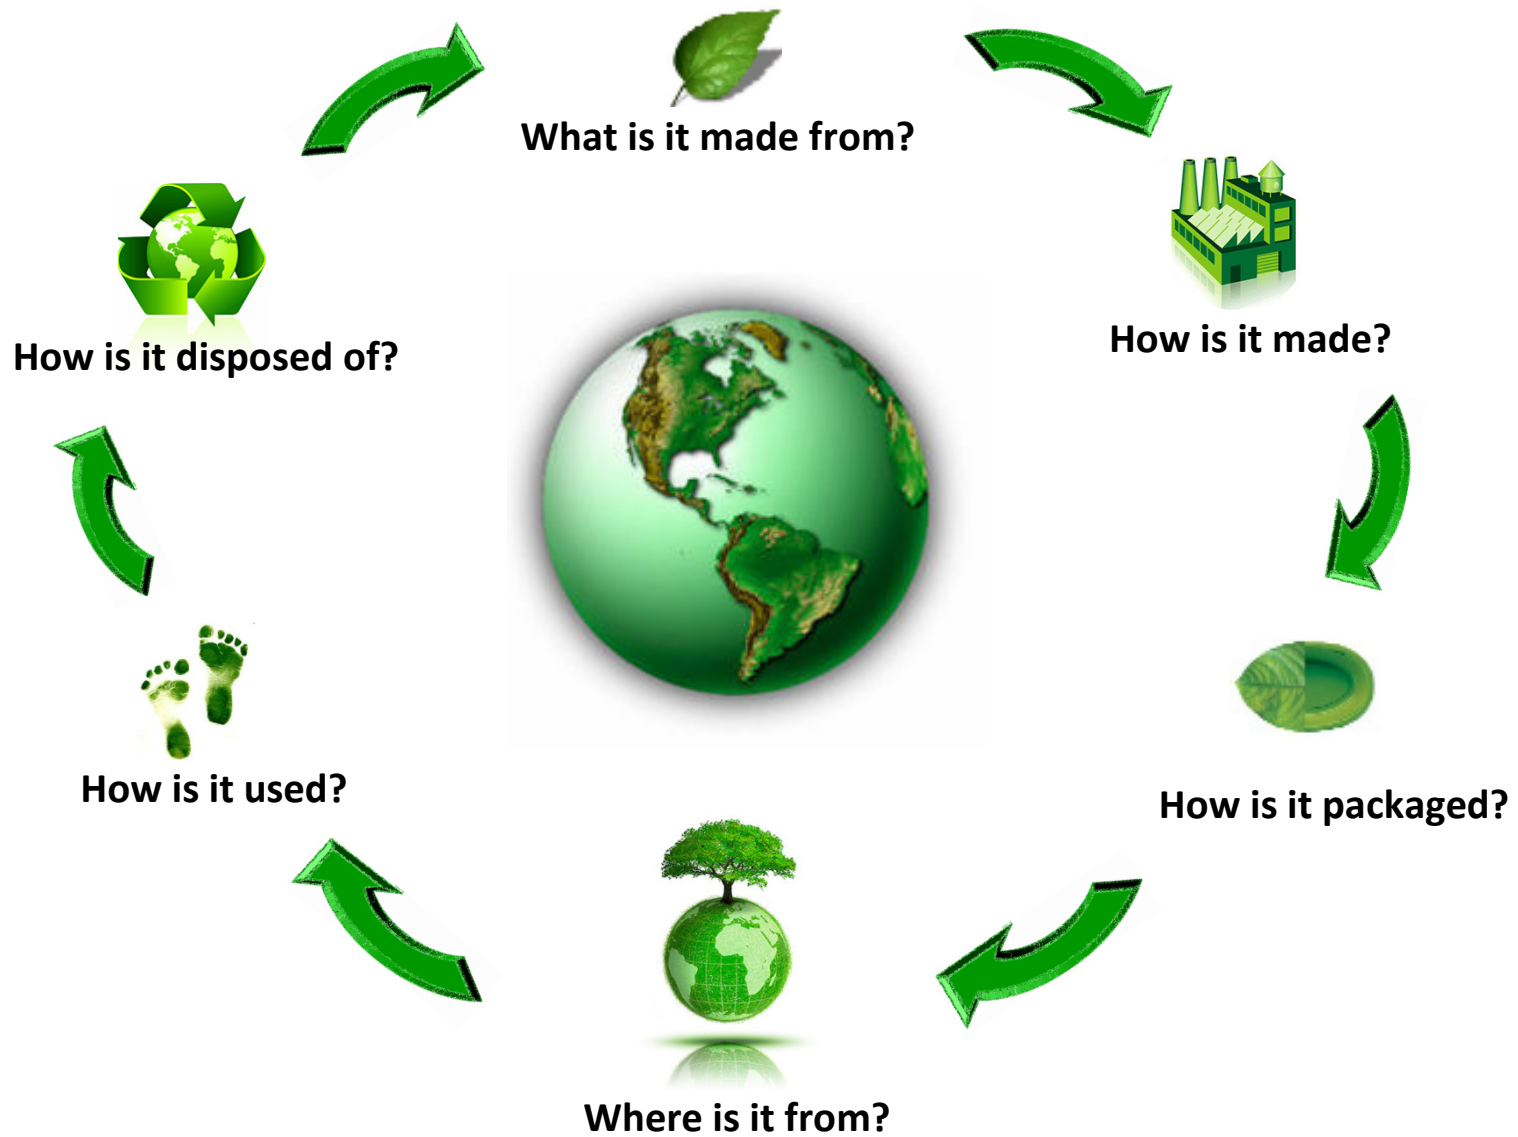 What is it made from?
How is it made?
How is it packaged?
Where is it from?
How is it used?
How is it disposed of?